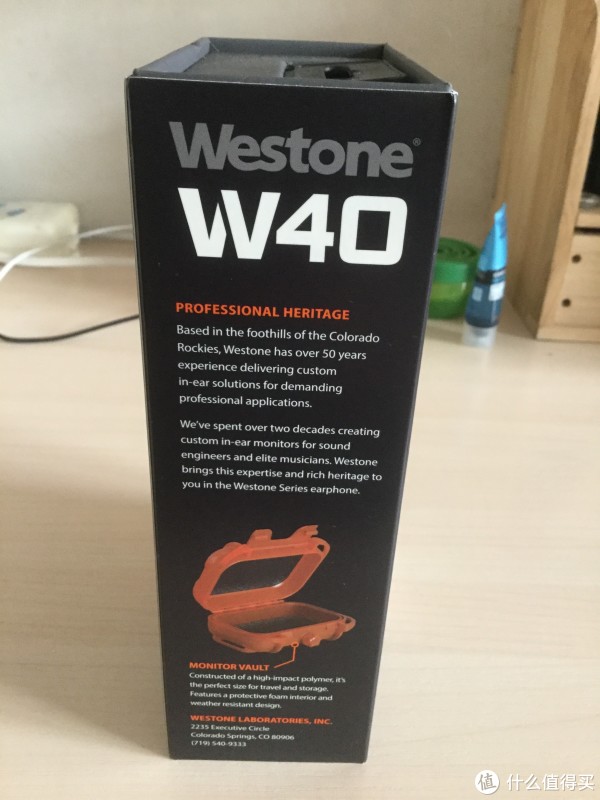 Westone®
W40
PROFESSIONAL HERITAGE
Based in the foothills of the Colorado
Rockies, Westone has over 50 years
experience delivering custom
in-ear solutions for demanding
professional applications.
We've spent over two decades creating
custom in-ear monitors for sound
engineers and elite musicians. Westone
brings this expertise and rich heritage to
you in the Westone Series earphone.
MONITOR VAULT
Constructed of a high-impact polymer, it's
the perfect size for travel and storage.
Features a protective foam interior and
weather resistant design.
WESTONE LABORATORIES, INC.
2235 Executive Circle
Colorado Springs, CO 80906
(719) 540-9333
值 什么值得买